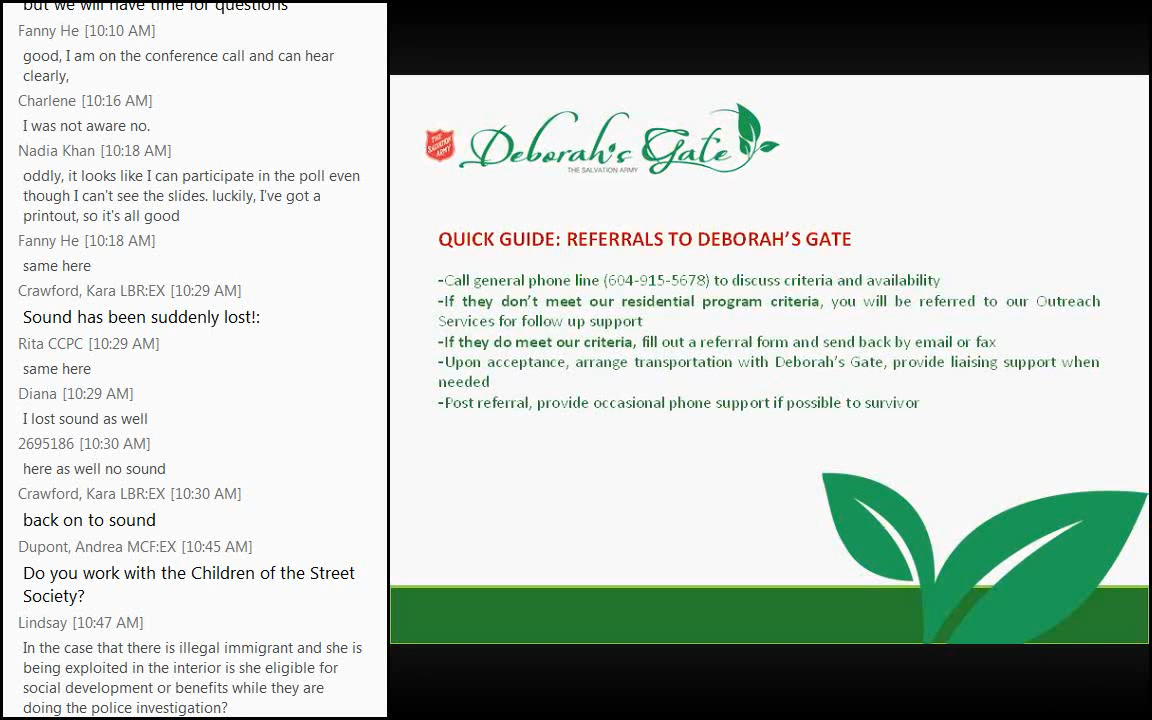 but we will have time for questions
Fanny He [10:10 AM]
good, I am on the conference call and can hear
clearly,
Charlene [10:16 AM]
I was not aware no.
Nadia Khan [10:18 AM]
oddly, it looks like I can participate in the poll even
though I can't see the slides. luckily, I've got a
printout, so it's all good
Fanny He [10:18 AM]
same here
Crawford, Kara LBR:EX [10:29 AM]
Sound has been suddenly lost!:
Rita CCPC [10:29 AM]
same here
Diana [10:29 AM]
I lost sound as well
2695186 [10:30 AM]
here as well no sound
Crawford, Kara LBR:EX [10:30 AM]
back on to sound
Dupont, Andrea MCF:EX [10:45 AM]
Do you work with the Children of the Street
Society?
Lindsay [10:47 AM]
In the case that there is illegal immigrant and she is
being exploited in the interior is she eligible for
social development or benefits while they are
doing the police investigation?
THE
SALVATION
ARMY
Deborah's Gate
THE SALVATION ARMY
QUICK GUIDE: REFERRALS TO DEBORAH'S GATE
-Call general phone line (604-915-5678) to discuss criteria and availability
-If they don't meet our residential program criteria, you will be referred to our Outreach
Services for follow up support
-If they do meet our criteria, fill out a referral form and send back by email or fax
-Upon acceptance, arrange transportation with Deborah's Gate, provide liaising support when
needed
-Post referral, provide occasional phone support if possible to survivor